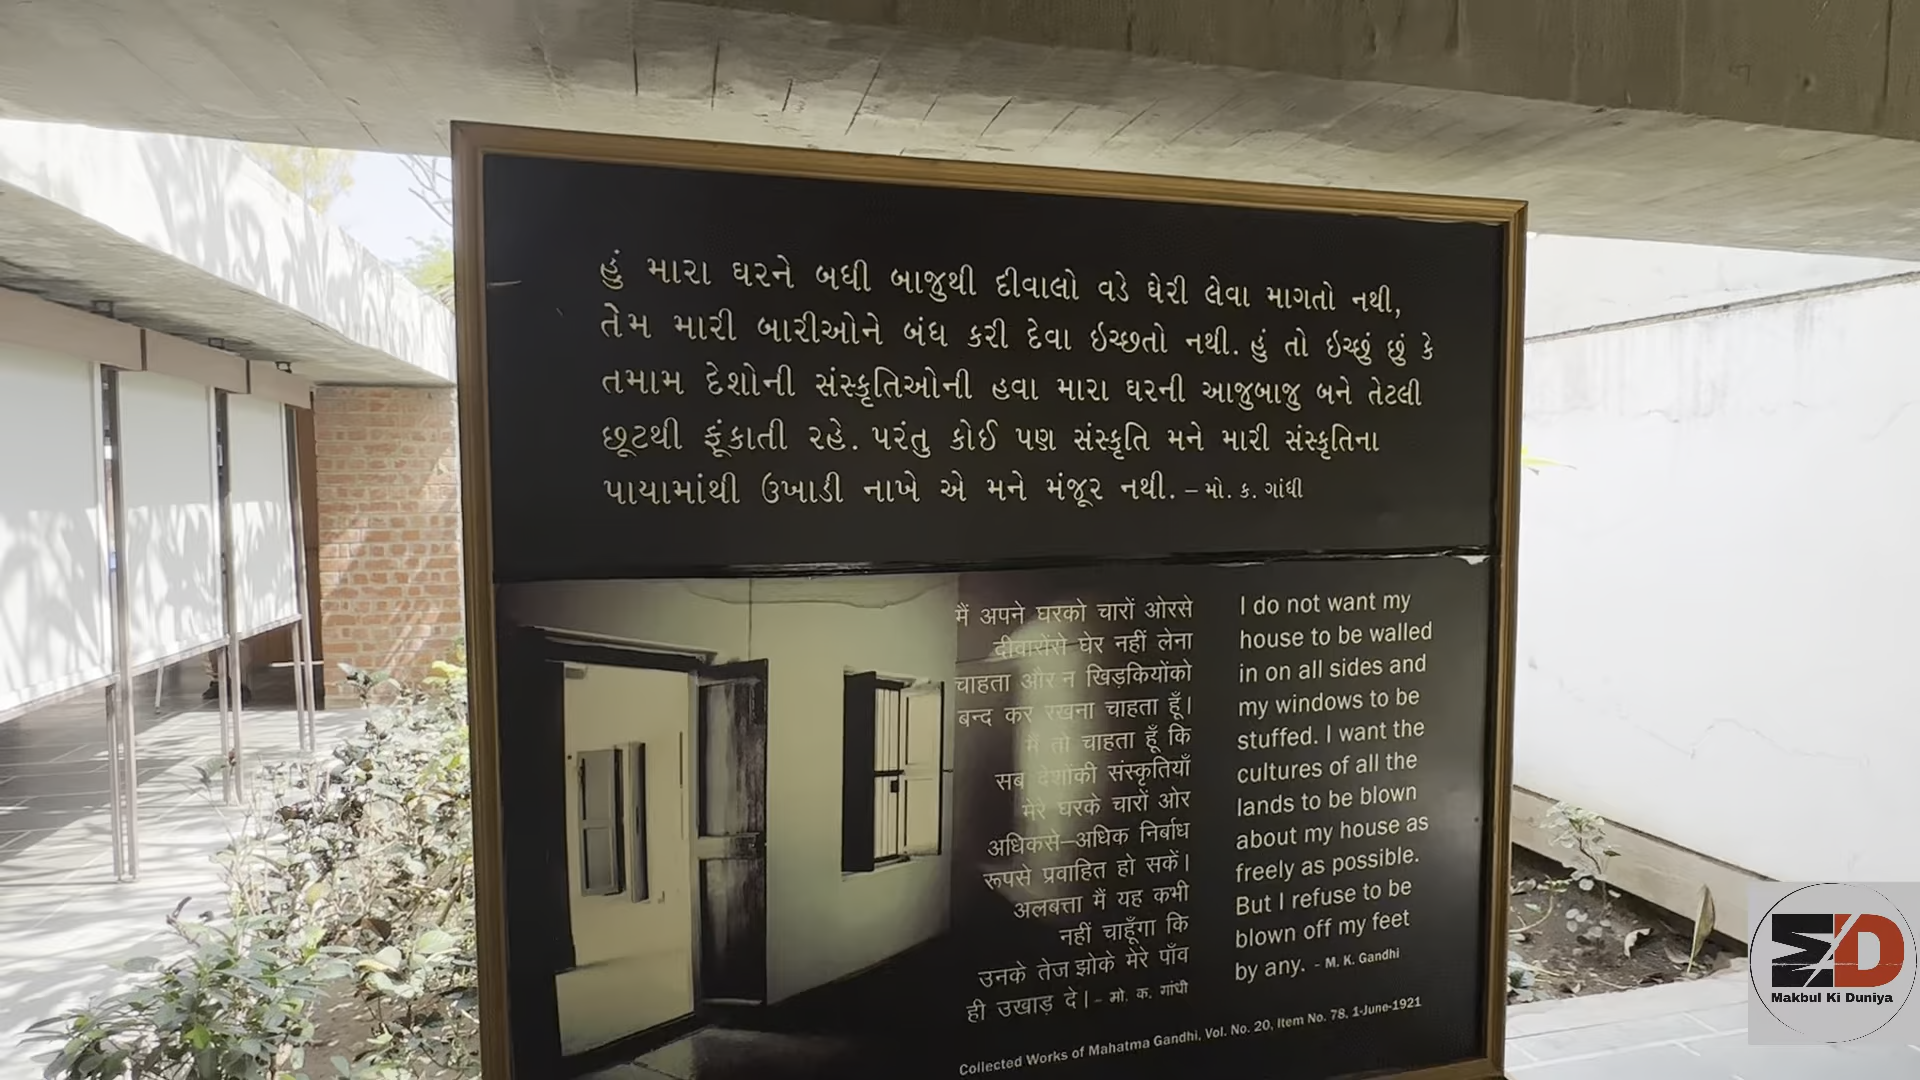 હું મારા ઘરને બધી બાજુથી દીવાલો વડે ઘેરી લેવા માગતો નથી,
તેમ મારી બારીઓને બંધ કરી દેવા ઇચ્છતો નથી. હું તો ઇચ્છું છું કે
તમામ દેશોની સંસ્કૃતિઓની હવા મારા ઘરની આજુબાજુ બને તેટલી
છૂટથી ફૂંકાતી રહે. પરંતુ કોઈ પણ સંસ્કૃતિ મને મારી સંસ્કૃતિના
પાયામાંથી ઉખાડી નાખે એ મને મંજૂર નથી. – મો. ક. ગાંધી
मैं अपने घरको चारों ओरसे
दीवारोंसे घेर नहीं लेना
चाहता और न खिड़कियोंको
बन्द कर रखना चाहता हूँ।
मैं तो चाहता हूँ कि
सब देशोंकी संस्कृतियाँ
मेरे घरके चारों ओर
अधिकसे–अधिक निर्बाध
रूपसे प्रवाहित हो सकें।
अलबत्ता मैं यह कभी
नहीं चाहूँगा कि
उनके तेज झोके मेरे पाँव
ही उखाड़ दे। – मो. क. गांधी
I do not want my
house to be walled
in on all sides and
my windows to be
stuffed. I want the
cultures of all the
lands to be blown
about my house as
freely as possible.
But I refuse to be
blown off my feet
by any. - M. K. Gandhi
Collected Works of Mahatma Gandhi, Vol. No. 20, Item No. 78, 1-June-1921
Makbul Ki Duniya